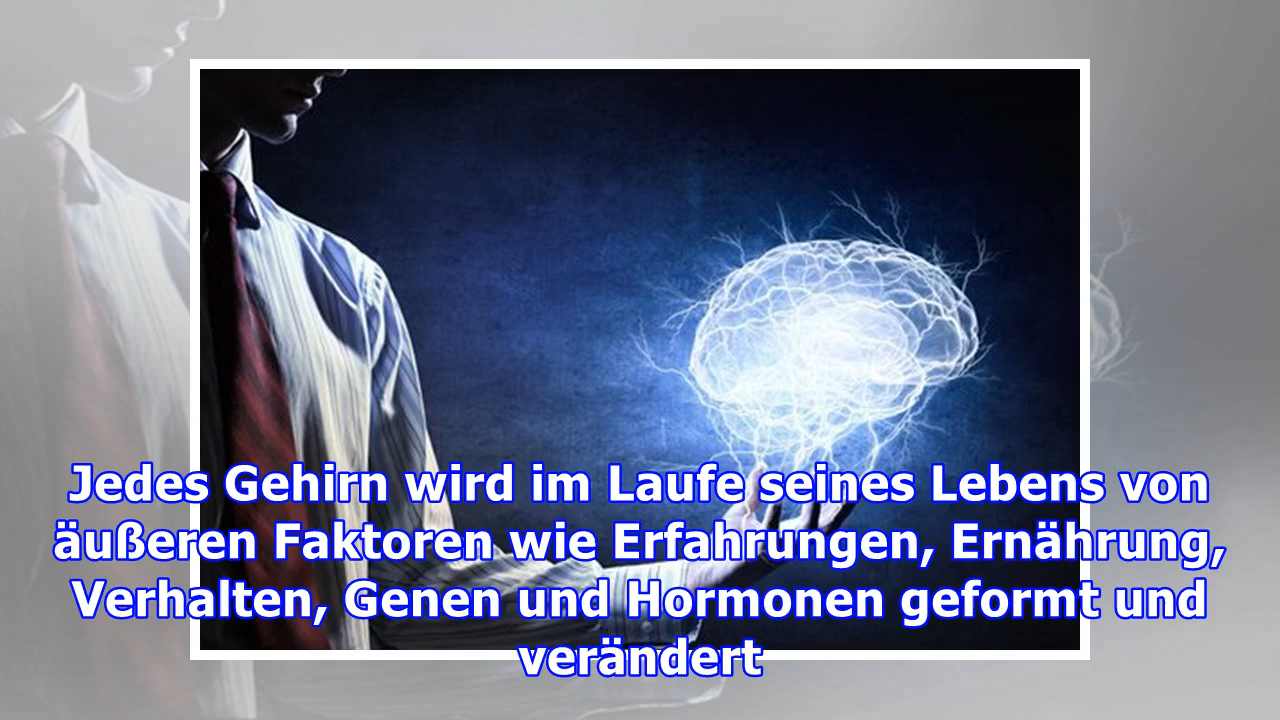 Jedes Gehirn wird im Laufe seines Lebens von
äußeren Faktoren wie Erfahrungen, Ernährung,
Verhalten, Genen und Hormonen geformt und
verändert